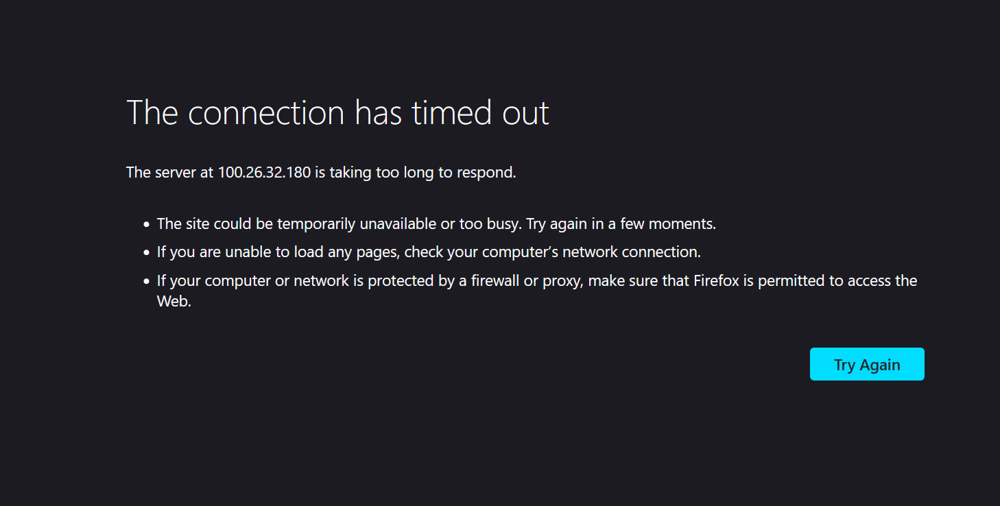 The connection has timed out
The server at 100.26.32.180 is taking too long to respond.
• The site could be temporarily unavailable or too busy. Try again in a few moments.
• If you are unable to load any pages, check your computer’s network connection.
• If your computer or network is protected by a firewall or proxy, make sure that Firefox is permitted to access the
Web.
Try Again